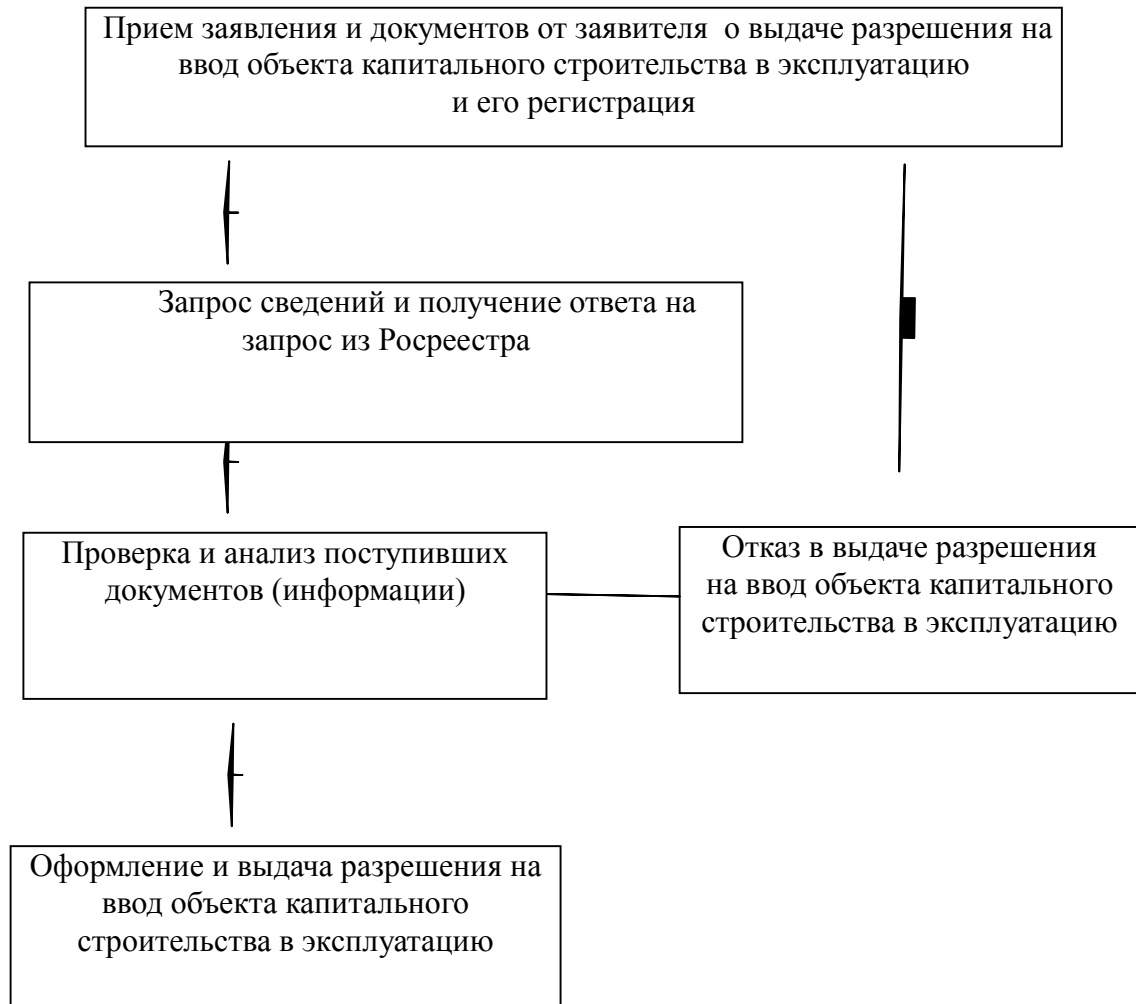 Прием заявления и документов от заявителя о выдаче разрешения на
ввод объекта капитального строительства в эксплуатацию
и его регистрация
Запрос сведений и получение ответа на
запрос из Росреестра
Проверка и анализ поступивших
документов (информации)
Отказ в выдаче разрешения
на ввод объекта капитального
строительства в эксплуатацию
Оформление и выдача разрешения на
ввод объекта капитального
строительства в эксплуатацию